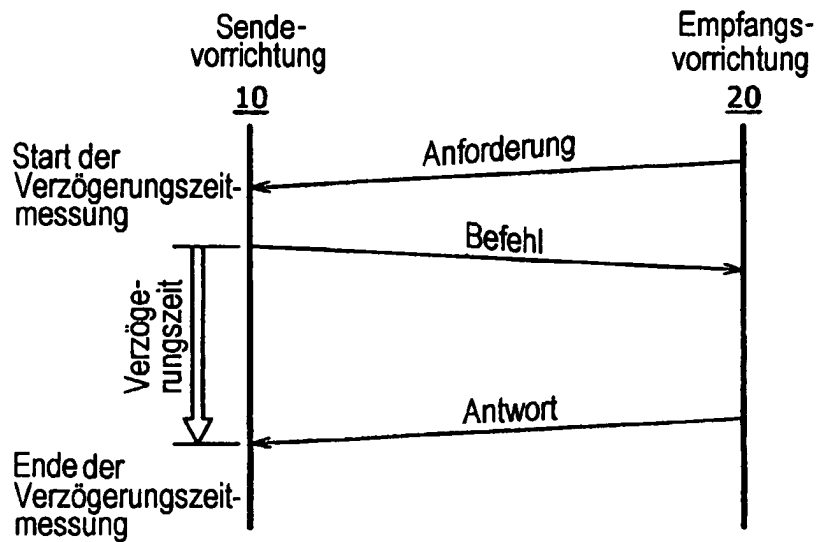 Sende-
vorrichtung
10
Empfangs-
vorrichtung
20
Start der
Verzögerungszeit-
messung
Anforderung
Befehl
Verzöge-
rungszeit
Antwort
Ende der
Verzögerungszeit-
messung